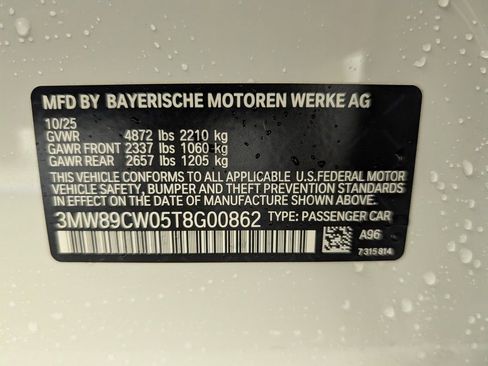 MFD BY BAYERISCHE MOTOREN WERKE AG
10/25
GVWR 4872 lbs 2210 kg
GAWR FRONT 2337 lbs 1060 kg
GAWR REAR 2657 lbs 1205 kg
THIS VEHICLE CONFORMS TO ALL APPLICABLE U.S.FEDERAL MOTOR
VEHICLE SAFETY, BUMPER AND THEFT PREVENTION STANDARDS
IN EFFECT ON THE DATE OF MANUFACTURE SHOWN ABOVE.
3MW89CW05T8G00862 TYPE: PASSENGER CAR
A96
7 315 814